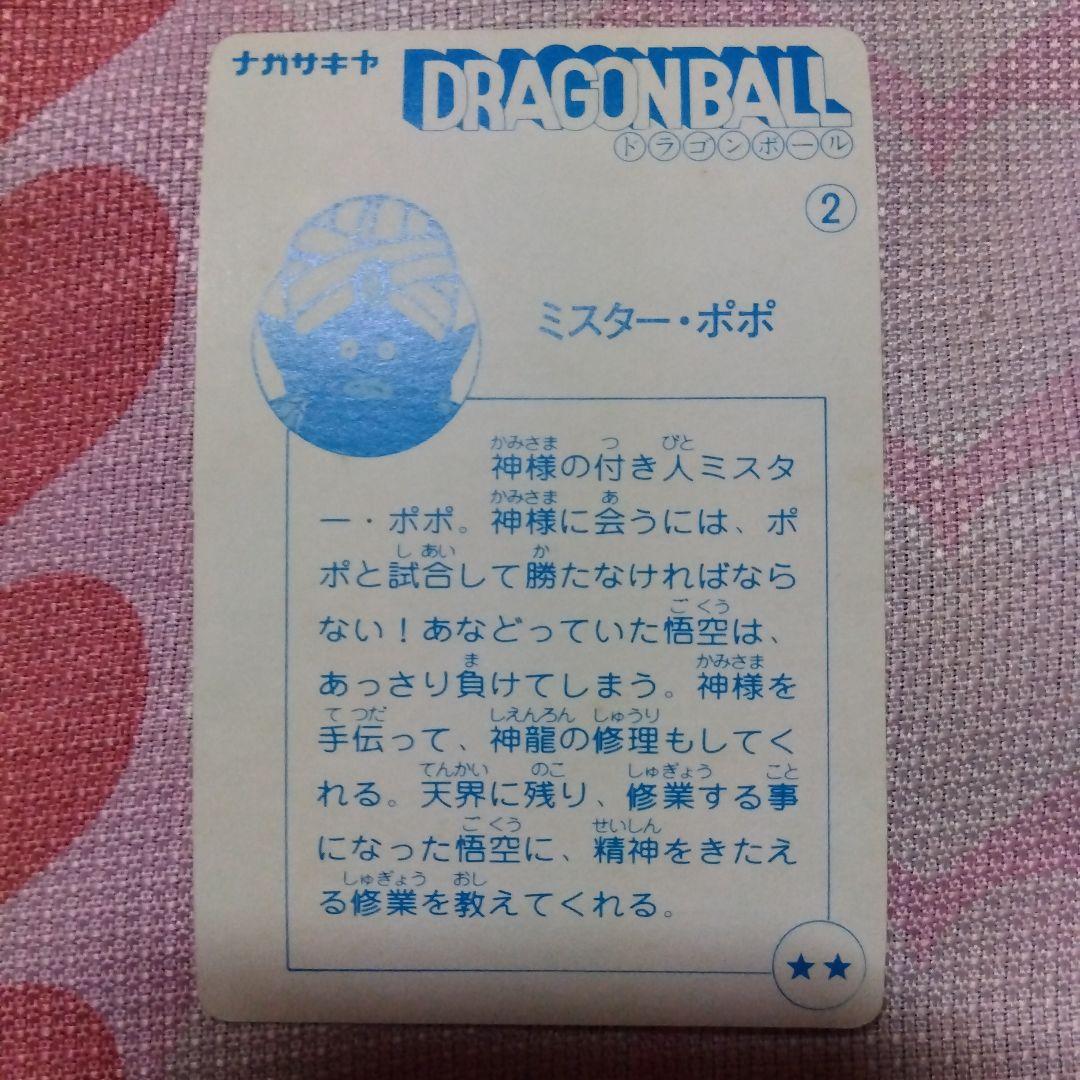 ナガサキヤ
DRAGONBALL
ドラゴンボール
2
ミスター・ポポ
かみさま つ びと
神様の付き人ミスタ
かみさま あ
ー・ポポ。神様に会うには、ポ
し あい か
ポと試合して勝たなければなら
ご くう
ない！あなどっていた悟空は、
ま かみさま
あっさり負けてしまう。神様を
て つだ しえんろん しゅうり
手伝って、神龍の修理もしてく
てんかい のこ しゅぎょう こと
れる。天界に残り、修業する事
ご くう せいしん
になった悟空に、精神をきたえ
しゅぎょう おし
る修業を教えてくれる。
★★